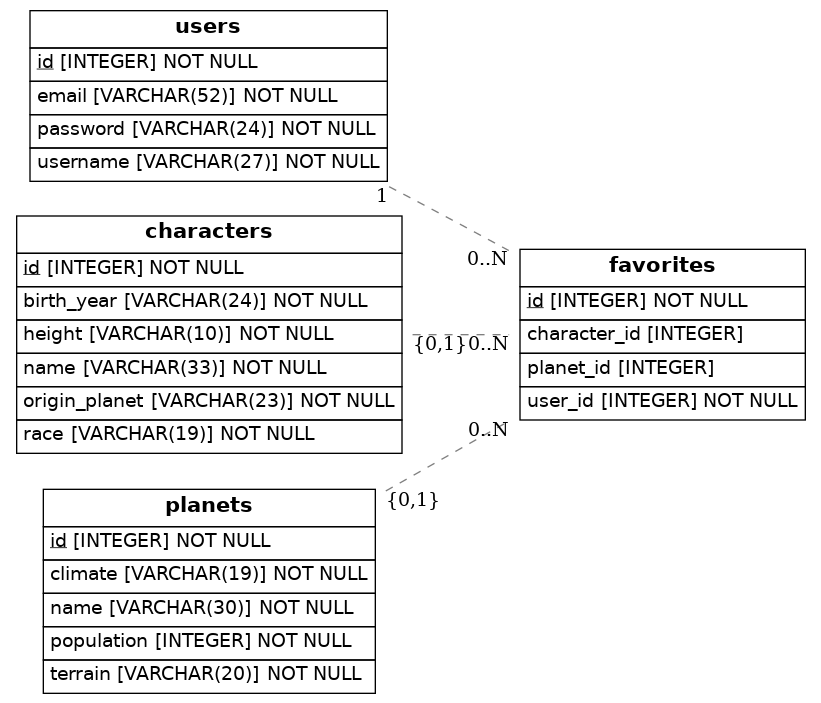 users
id [INTEGER] NOT NULL
email [VARCHAR(52)] NOT NULL
password [VARCHAR(24)] NOT NULL
username [VARCHAR(27)] NOT NULL
1
0..N
characters
id [INTEGER] NOT NULL
birth_year [VARCHAR(24)] NOT NULL
height [VARCHAR(10)] NOT NULL
name [VARCHAR(33)] NOT NULL
origin_planet [VARCHAR(23)] NOT NULL
race [VARCHAR(19)] NOT NULL
{0,1}0..N
favorites
id [INTEGER] NOT NULL
character_id [INTEGER]
planet_id [INTEGER]
user_id [INTEGER] NOT NULL
0..N
{0,1}
planets
id [INTEGER] NOT NULL
climate [VARCHAR(19)] NOT NULL
name [VARCHAR(30)] NOT NULL
population [INTEGER] NOT NULL
terrain [VARCHAR(20)] NOT NULL